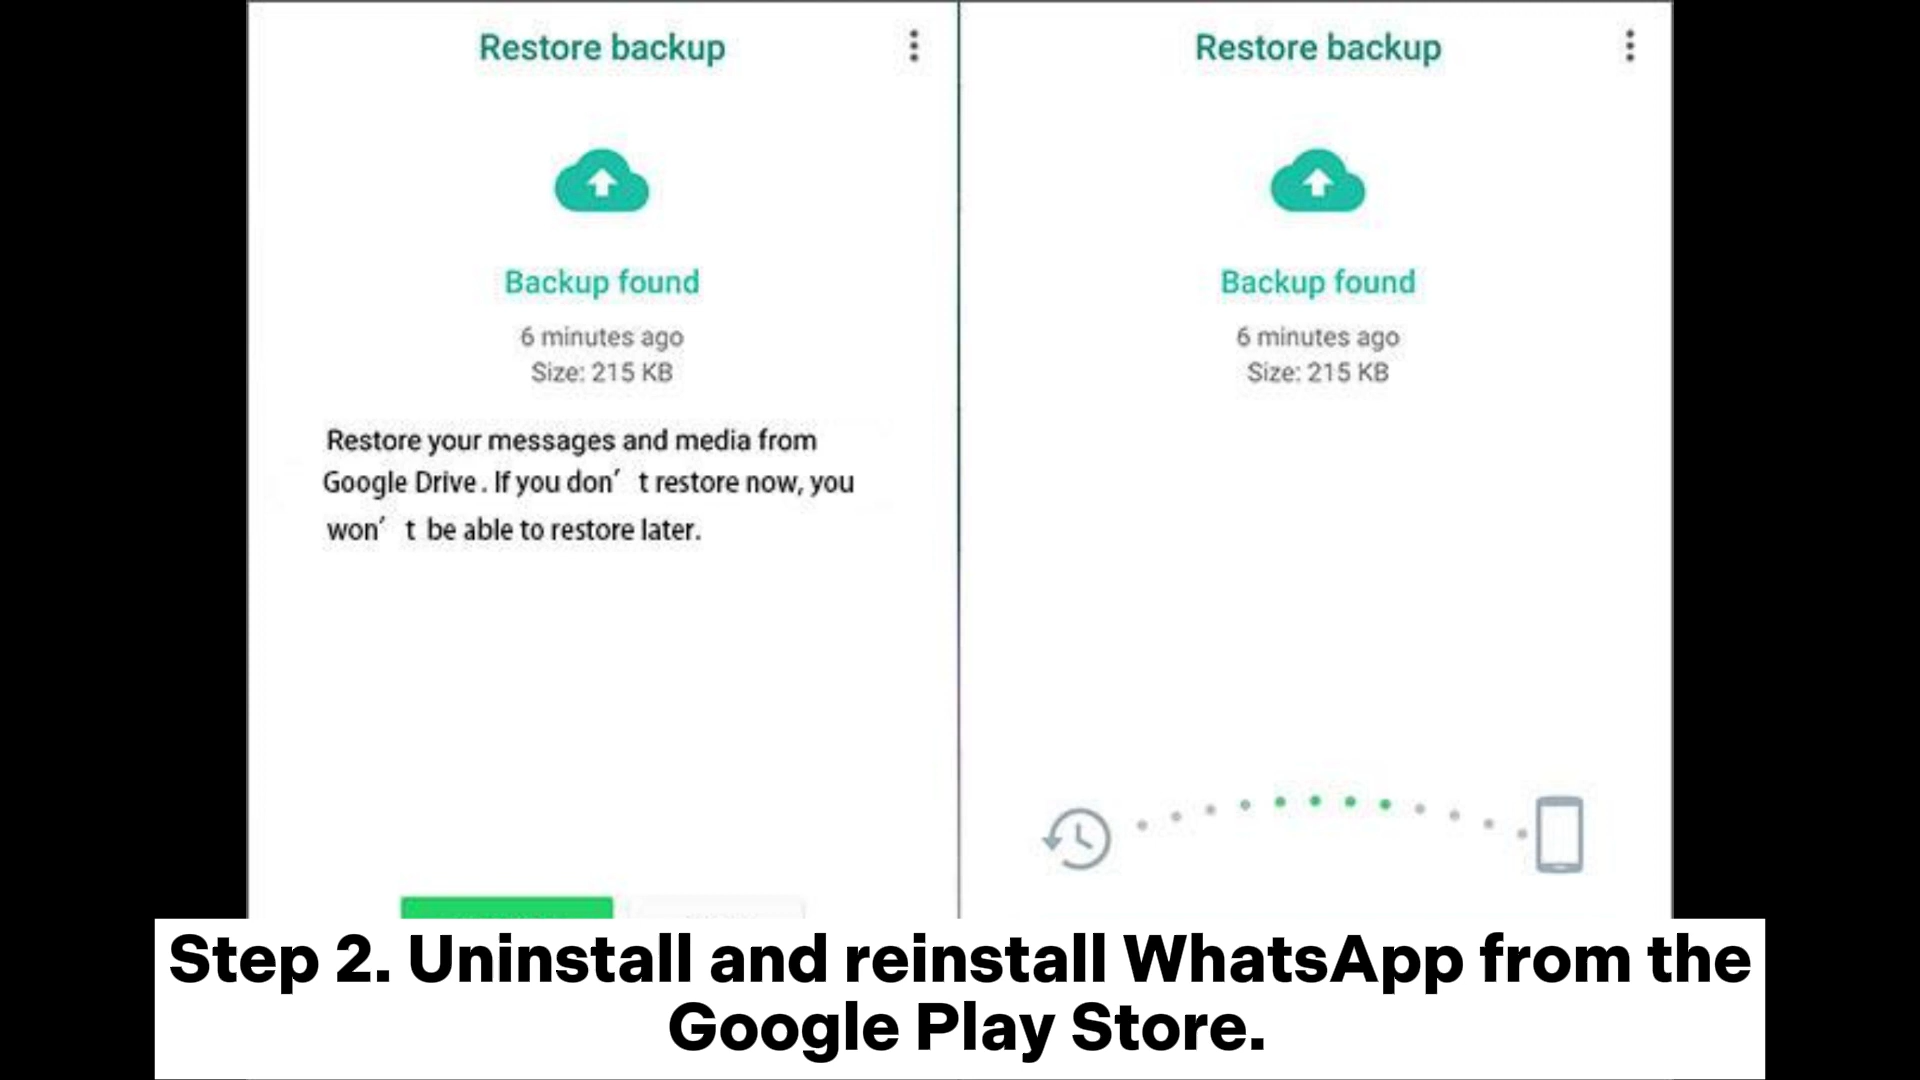 Restore backup
Backup found
6 minutes ago
Size: 215 KB
Restore your messages and media from
Google Drive. If you don′ t restore now, you
won′ t be able to restore later.
Restore backup
Backup found
6 minutes ago
Size: 215 KB
Step 2. Uninstall and reinstall WhatsApp from the
Google Play Store.